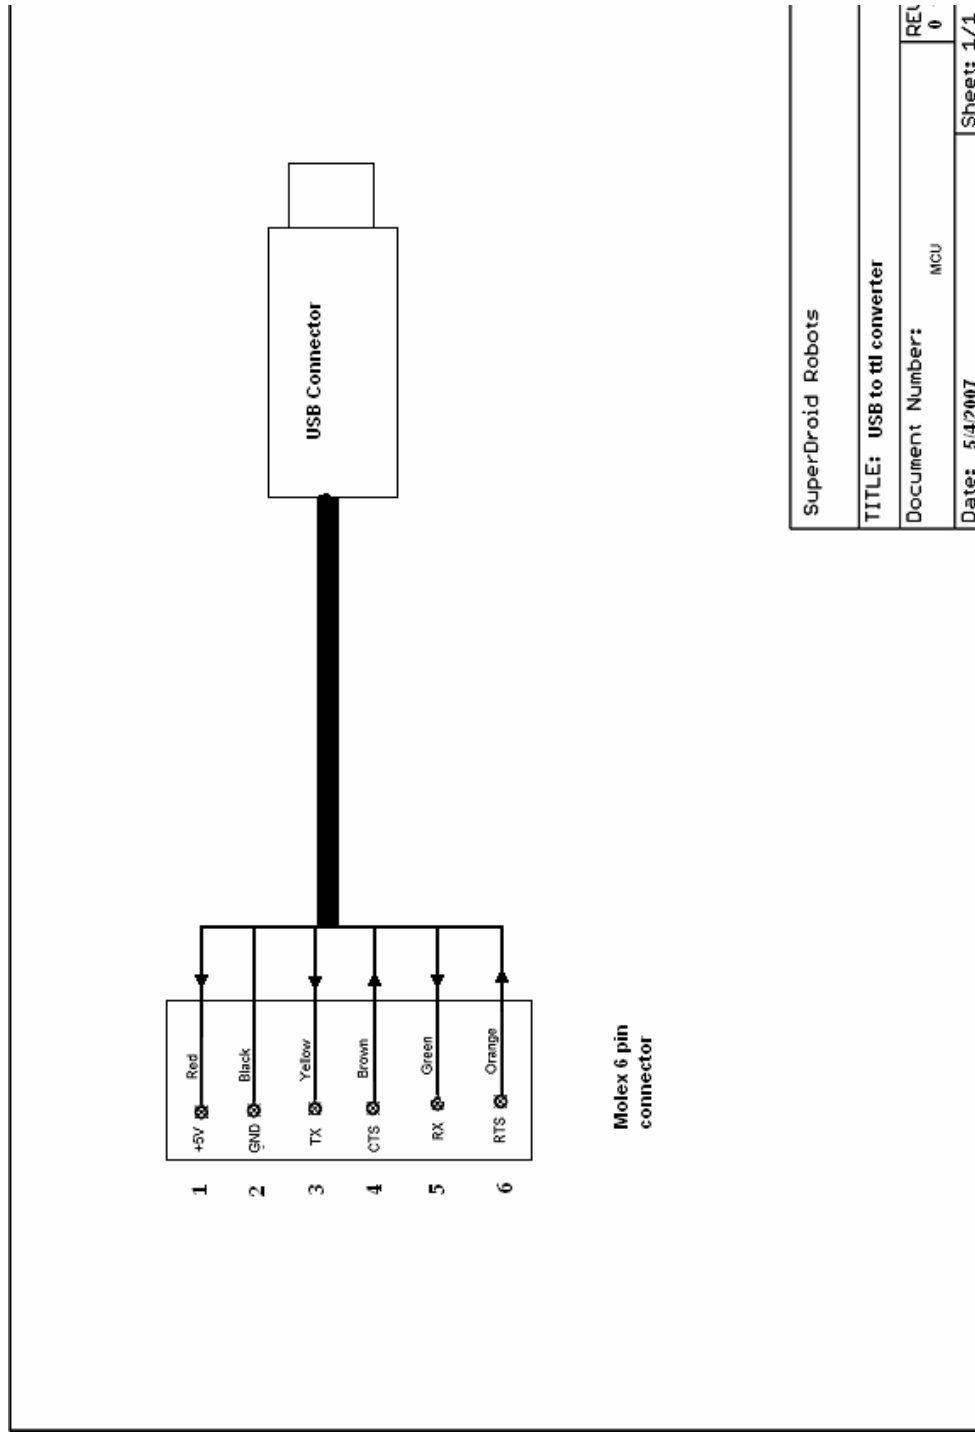 USB Connector
Red
Black
Yellow
Brown
Green
Orange
+5V
GND
TX
CTS
RX
RTS
1
2
3
4
5
6
Molex 6 pin
connector
SuperDroid Robots
TITLE: USB to ttl converter
Document Number:
MCU
0
Date: 5/4/2007
Sheet: 1/1